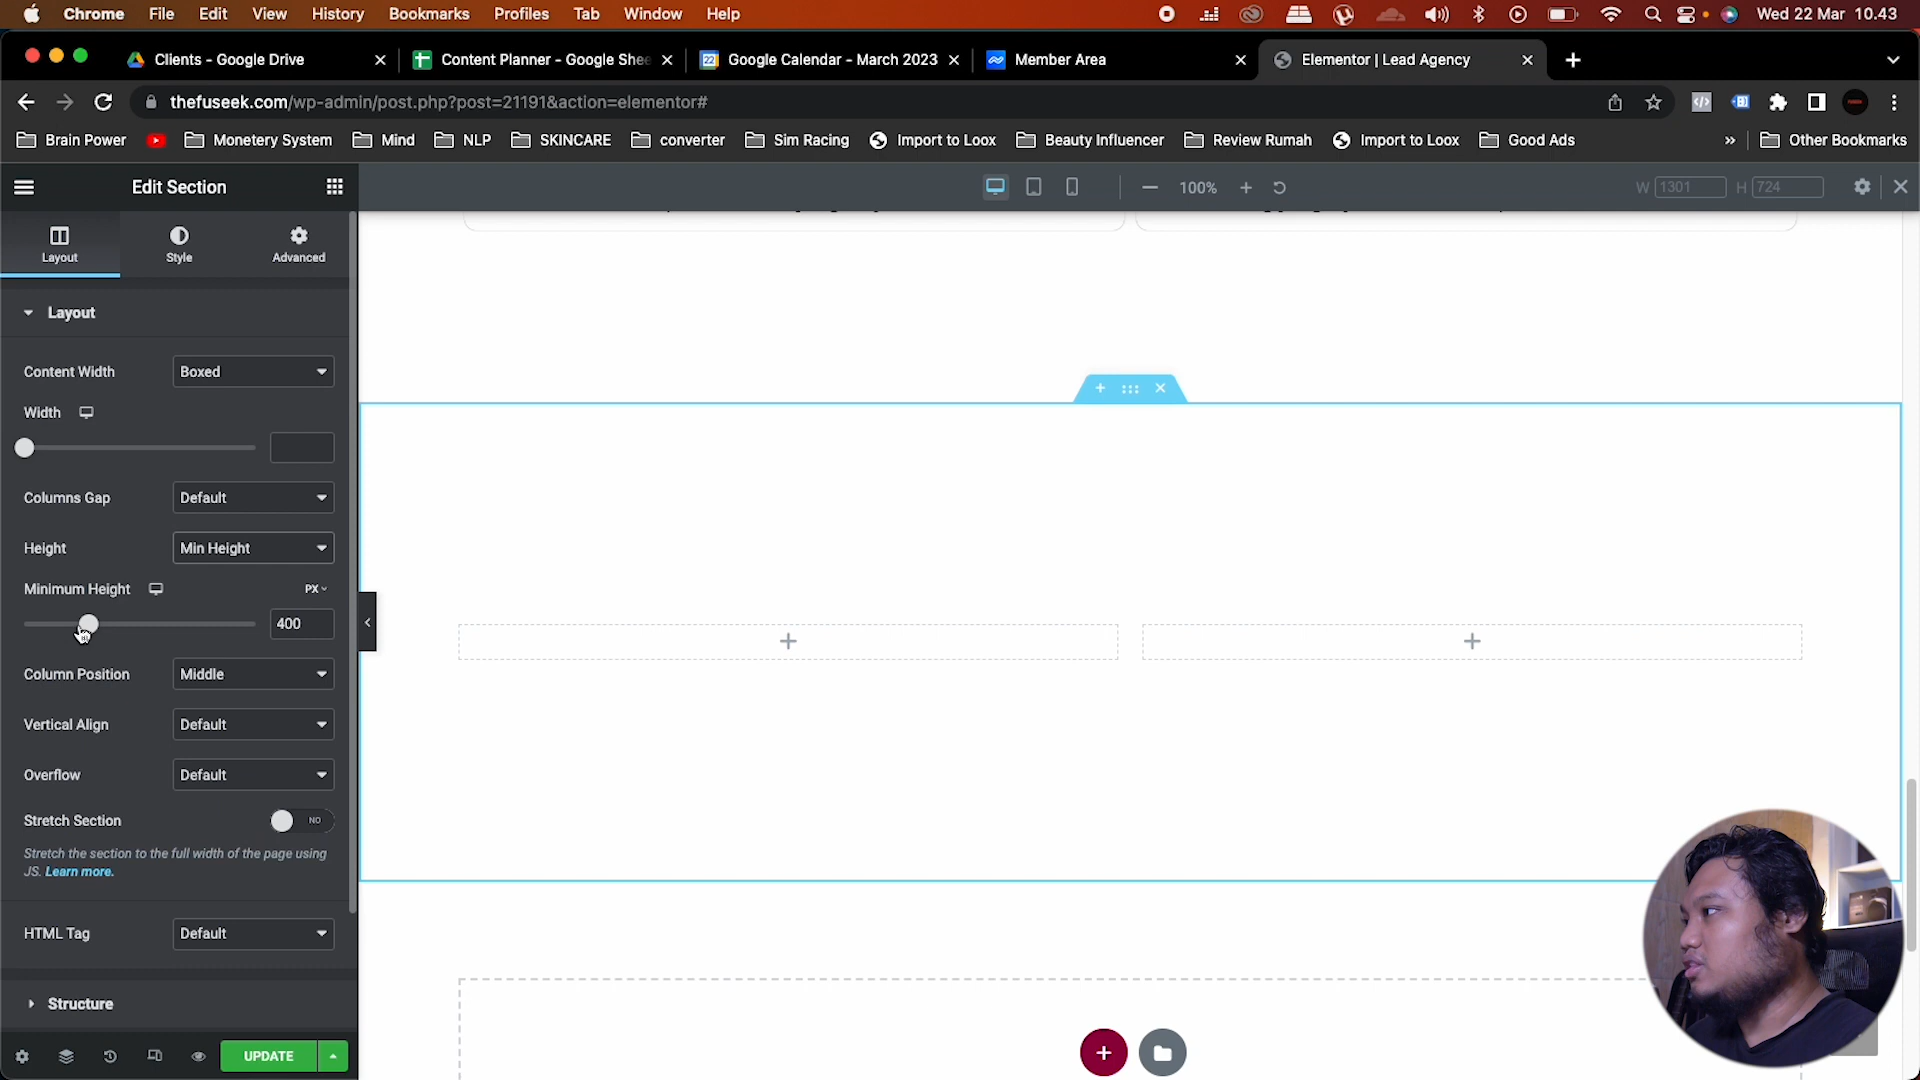 Chrome File Edit View History Bookmarks Profiles Tab Window Help Wed 22 Mar 10.43
Clients - Google Drive Content Planner - Google She Google Calendar - March 2023 Member Area Elementor | Lead Agency
thefuseek.com/wp-admin/post.php?post=21191&action=elementor#
Brain Power Monetery System Mind NLP SKINCARE converter Sim Racing Import to Loox Beauty Influencer Review Rumah Import to Loox Good Ads » Other Bookmarks
Edit Section 100% W 1301 H 724
Layout Style Advanced
Layout
Content Width Boxed
Width
Columns Gap Default
Height Min Height
Minimum Height PX
400
Column Position Middle
Vertical Align Default
Overflow Default
Stretch Section NO
Stretch the section to the full width of the page using
JS. Learn more.
HTML Tag Default
Structure
UPDATE